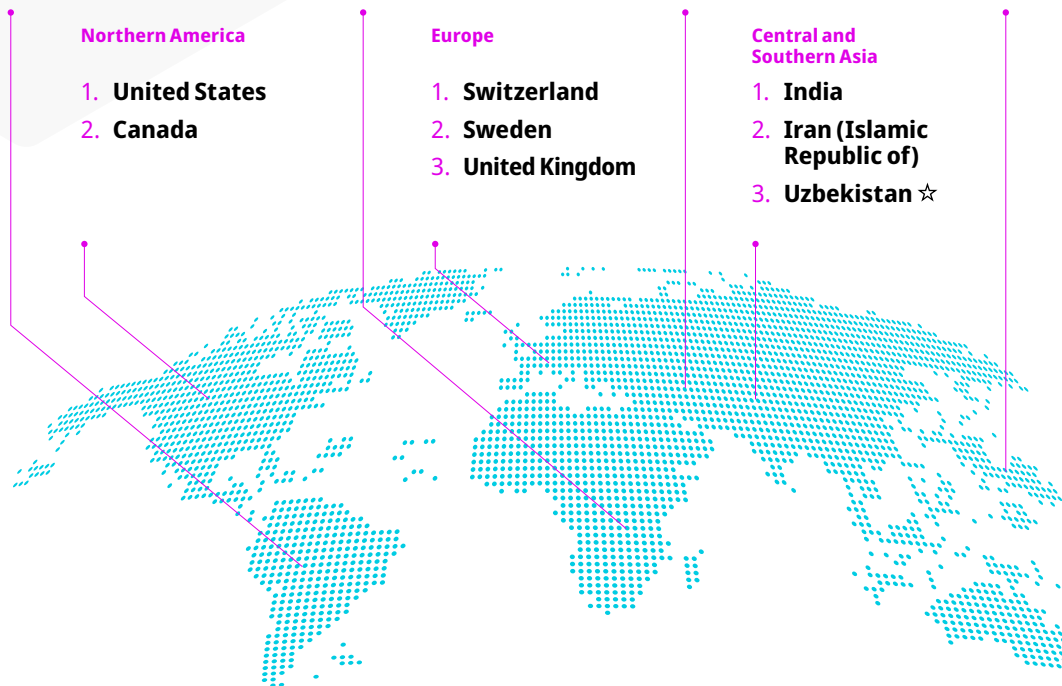 Northern America
1. United States
2. Canada
Europe
1. Switzerland
2. Sweden
3. United Kingdom
Central and
Southern Asia
1. India
2. Iran (Islamic
Republic of)
3. Uzbekistan ☆